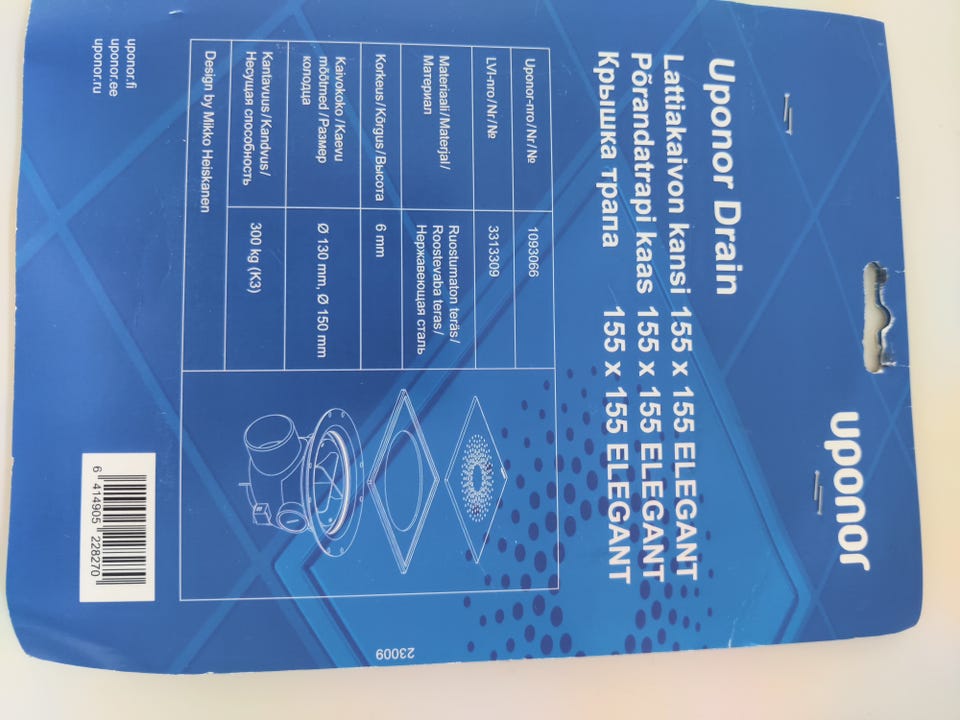 uponor
Uponor Drain
Lattiakaivon kansi 155 x 155 ELEGANT
Põrandatrapi kaas 155 x 155 ELEGANT
Крышка трапа 155 x 155 ELEGANT
Uponor-nro/Nr/№ 1093066
LVI-nro/Nr/№ 3313309
Materiaali/Materjal/
Материал
Ruostumaton teräs/
Roostevaba teras/
Нержавеющая сталь
Korkeus/Kõrgus/Высота 6 mm
Kaivokoko/Kaevu
mõõtmed/Размер
колодца
Ø 130 mm, Ø 150 mm
Kantavuus/Kandvus/
Несущая способность
300 kg (K3)
Design by Mikko Heiskanen
uponor.fi
uponor.ee
uponor.ru
6 414905 228270
23009